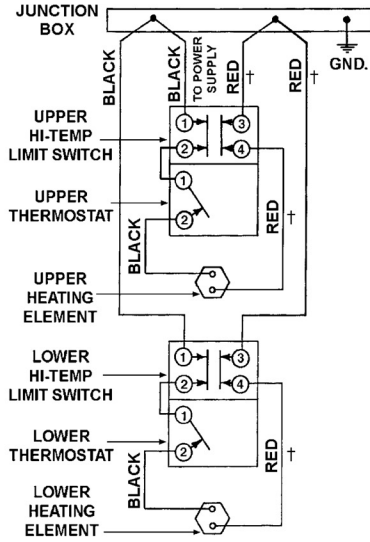 JUNCTION
BOX
BLACK
BLACK
TO POWER
SUPPLY
RED
†
RED
†
GND.
UPPER
HI-TEMP
LIMIT SWITCH
1
3
2
4
UPPER
THERMOSTAT
1
2
BLACK
RED
†
UPPER
HEATING
ELEMENT
LOWER
HI-TEMP
LIMIT SWITCH
1
3
2
4
LOWER
THERMOSTAT
1
2
BLACK
RED
†
LOWER
HEATING
ELEMENT